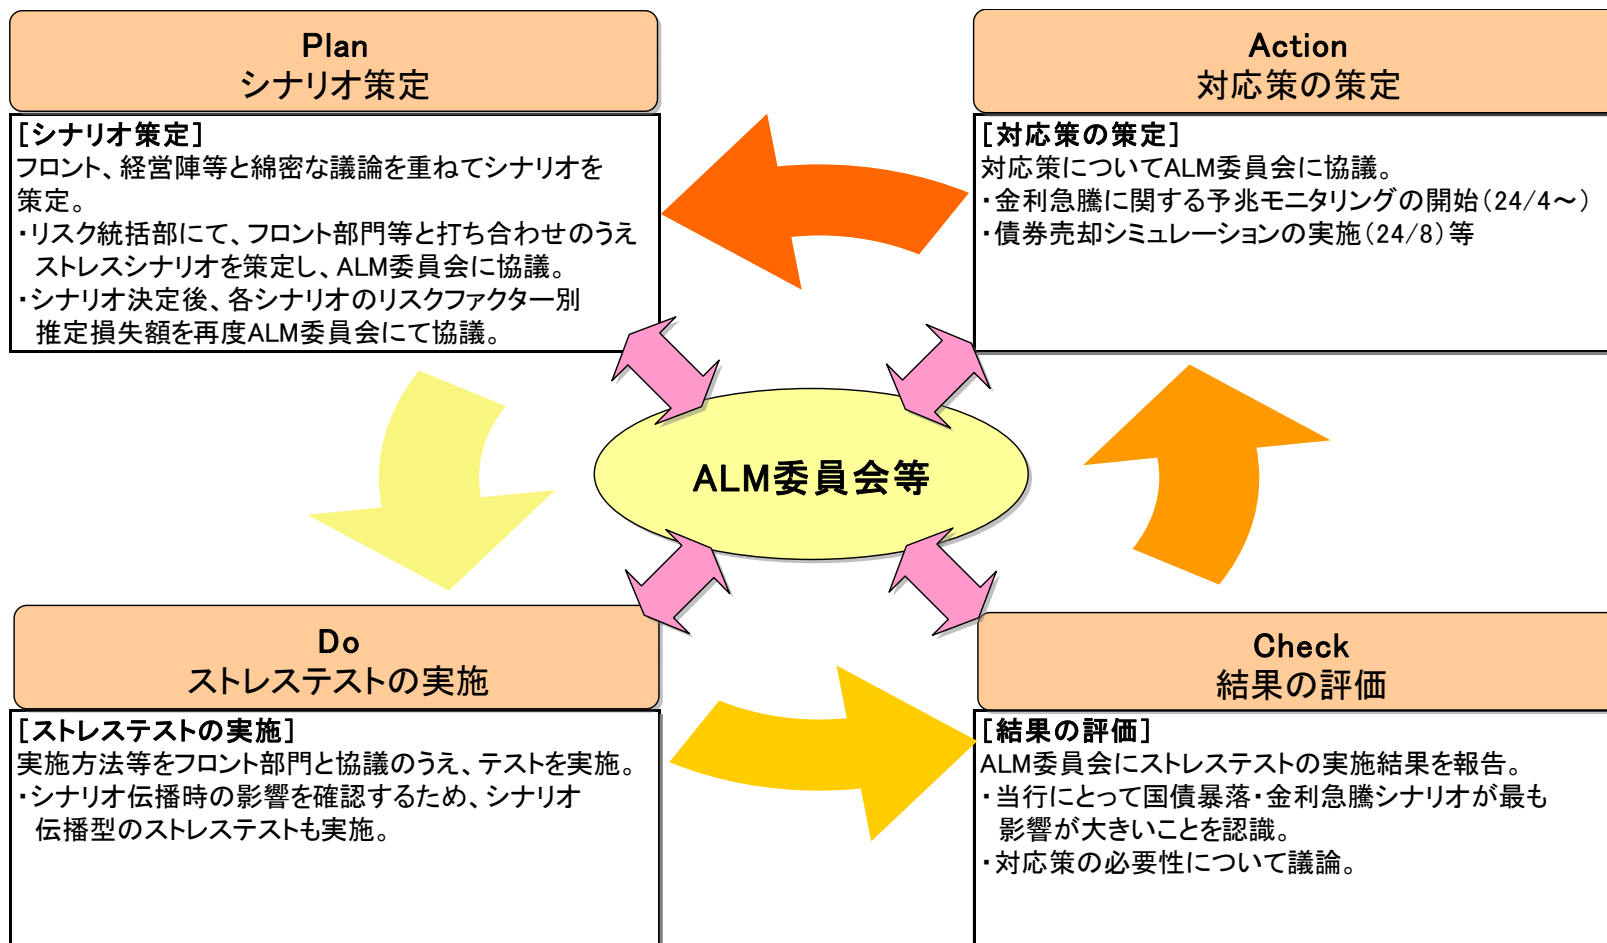 Plan
シナリオ策定
[シナリオ策定]
フロント、経営陣等と綿密な議論を重ねてシナリオを
策定。
・リスク統括部にて、フロント部門等と打ち合わせのうえ
ストレスシナリオを策定し、ALM委員会に協議。
・シナリオ決定後、各シナリオのリスクファクター別
推定損失額を再度ALM委員会にて協議。
Action
対応策の策定
[対応策の策定]
対応策についてALM委員会に協議。
・金利急騰に関する予兆モニタリングの開始(24/4～)
・債券売却シミュレーションの実施(24/8)等
ALM委員会等
Do
ストレステストの実施
[ストレステストの実施]
実施方法等をフロント部門と協議のうえ、テストを実施。
・シナリオ伝播時の影響を確認するため、シナリオ
伝播型のストレステストも実施。
Check
結果の評価
[結果の評価]
ALM委員会にストレステストの実施結果を報告。
・当行にとって国債暴落・金利急騰シナリオが最も
影響が大きいことを認識。
・対応策の必要性について議論。